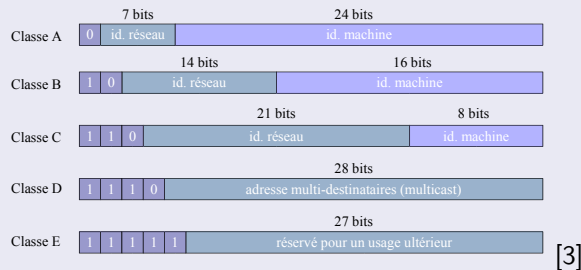 7 bits 24 bits
Classe A 0 id. réseau id. machine
14 bits 16 bits
Classe B 1 0 id. réseau id. machine
21 bits 8 bits
Classe C 1 1 0 id. réseau id. machine
28 bits
Classe D 1 1 1 0 adresse multi-destinataires (multicast)
27 bits
Classe E 1 1 1 1 1 réservé pour un usage ultérieur
[3]